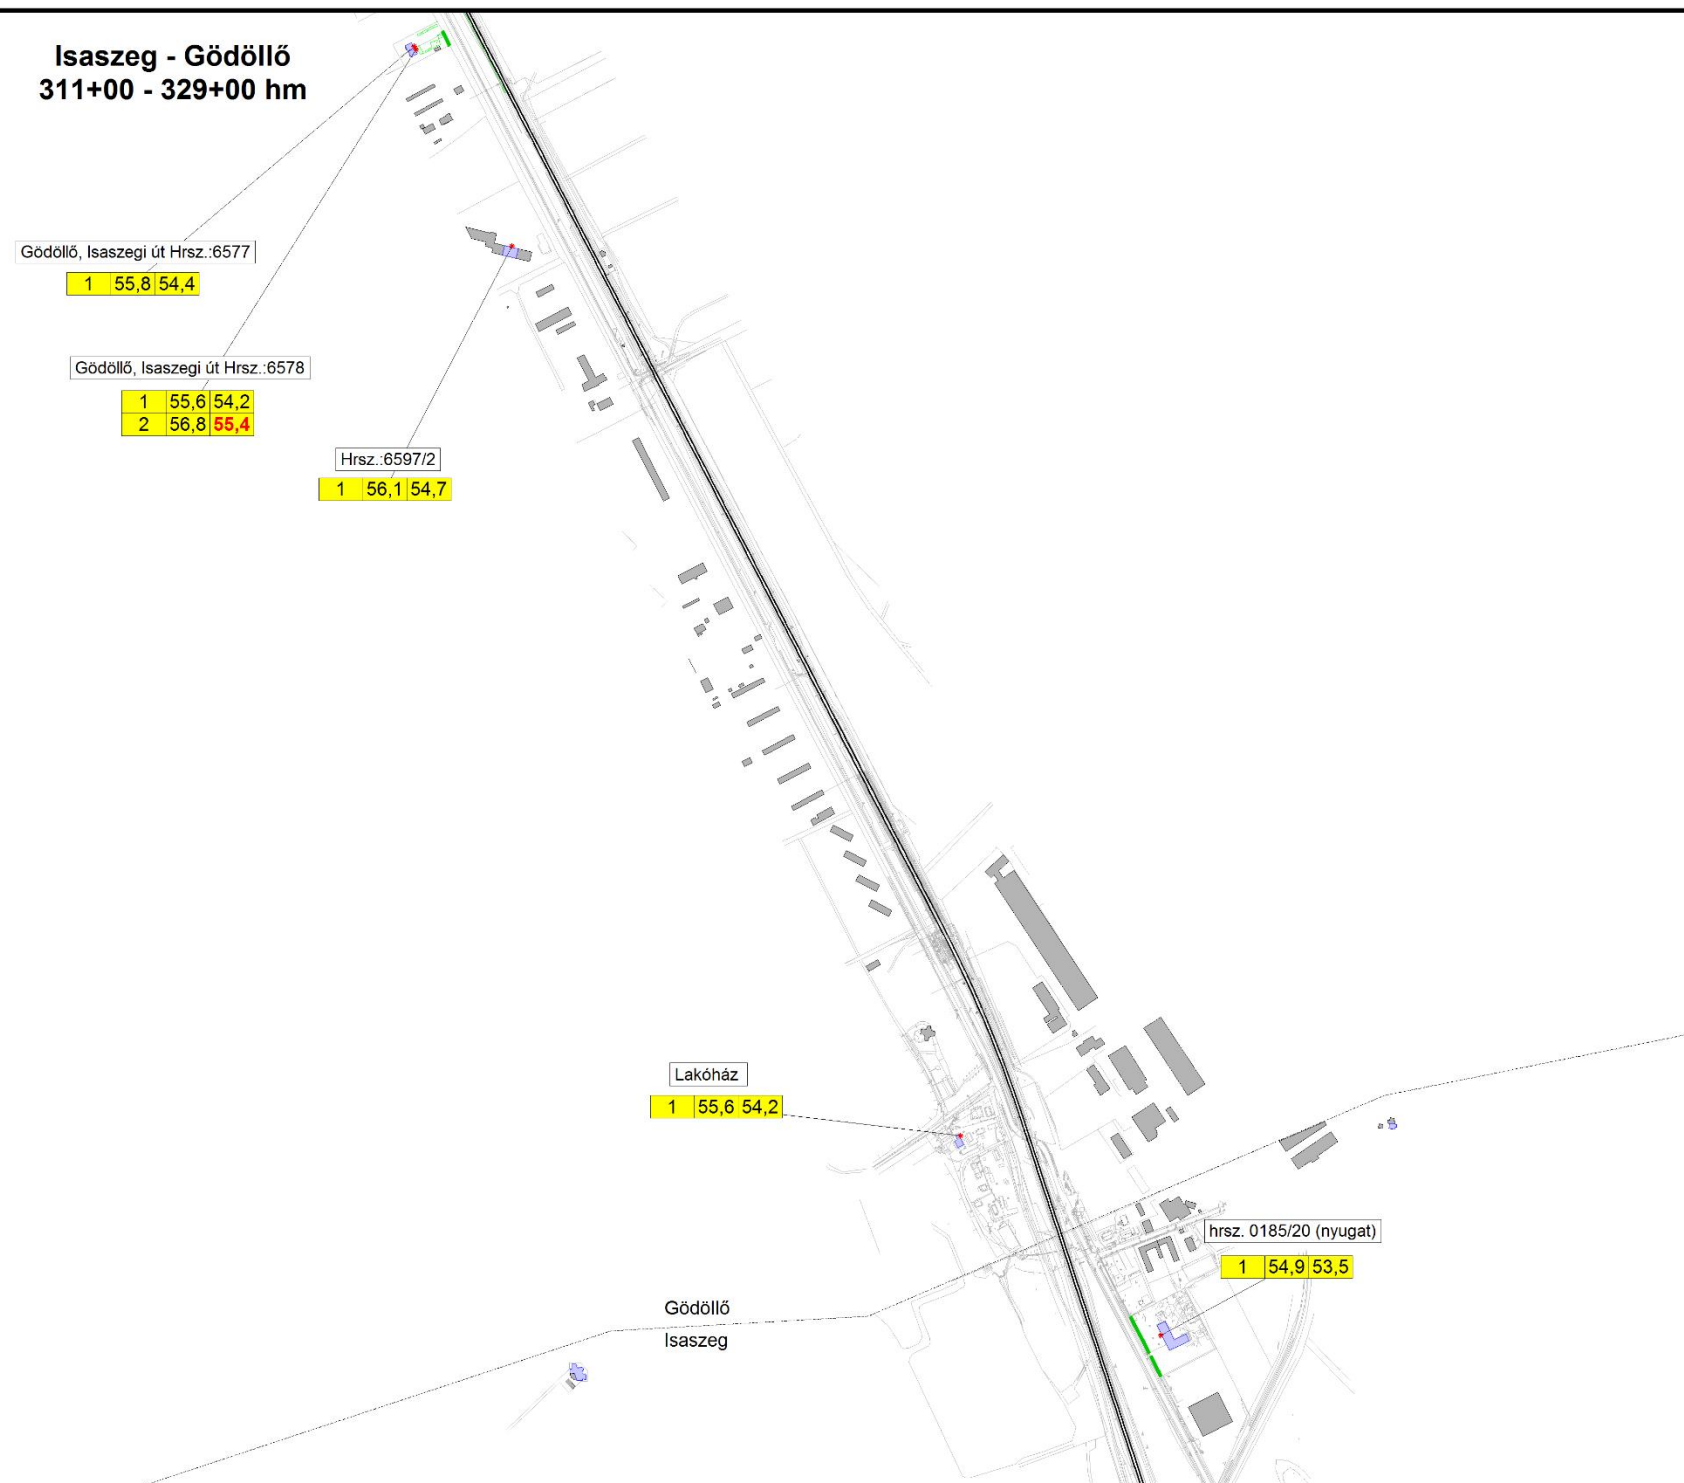 Isaszeg - Gödöllő
311+00 - 329+00 hm
Gödöllő, Isaszegi út Hrsz.:6577
1 55,8 54,4
Gödöllő, Isaszegi út Hrsz.:6578
1 55,6 54,2
2 56,8 55,4
Hrsz.:6597/2
1 56,1 54,7
Lakóház
1 55,6 54,2
hrsz. 0185/20 (nyugat)
1 54,9 53,5
Gödöllő
Isaszeg